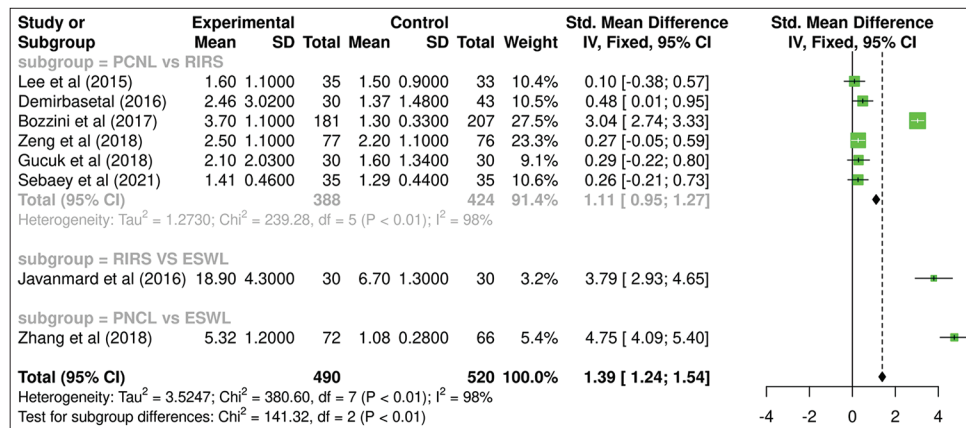 Study or Experimental Control Std. Mean Difference Std. Mean Difference
Subgroup Mean SD Total Mean SD Total Weight IV, Fixed, 95% CI IV, Fixed, 95% CI
subgroup = PCNL vs RIRS
Lee et al (2015) 1.60 1.1000 35 1.50 0.9000 33 10.4% 0.10 [-0.38; 0.57]
Demirbasetal (2016) 2.46 3.0200 30 1.37 1.4800 43 10.5% 0.48 [ 0.01; 0.95]
Bozzini et al (2017) 3.70 1.1000 181 1.30 0.3300 207 27.5% 3.04 [ 2.74; 3.33]
Zeng et al (2018) 2.50 1.1000 77 2.20 1.1000 76 23.3% 0.27 [-0.05; 0.59]
Gucuk et al (2018) 2.10 2.0300 30 1.60 1.3400 30 9.1% 0.29 [-0.22; 0.80]
Sebaey et al (2021) 1.41 0.4600 35 1.29 0.4400 35 10.6% 0.26 [-0.21; 0.73]
Total (95% CI) 388 424 91.4% 1.11 [ 0.95; 1.27]
Heterogeneity: Tau² = 1.2730; Chi² = 239.28, df = 5 (P < 0.01); I² = 98%
subgroup = RIRS VS ESWL
Javanmard et al (2016) 18.90 4.3000 30 6.70 1.3000 30 3.2% 3.79 [ 2.93; 4.65]
subgroup = PNCL vs ESWL
Zhang et al (2018) 5.32 1.2000 72 1.08 0.2800 66 5.4% 4.75 [ 4.09; 5.40]
Total (95% CI) 490 520 100.0% 1.39 [ 1.24; 1.54]
Heterogeneity: Tau² = 3.5247; Chi² = 380.60, df = 7 (P < 0.01); I² = 98%
Test for subgroup differences: Chi² = 141.32, df = 2 (P < 0.01)
-4 -2 0 2 4